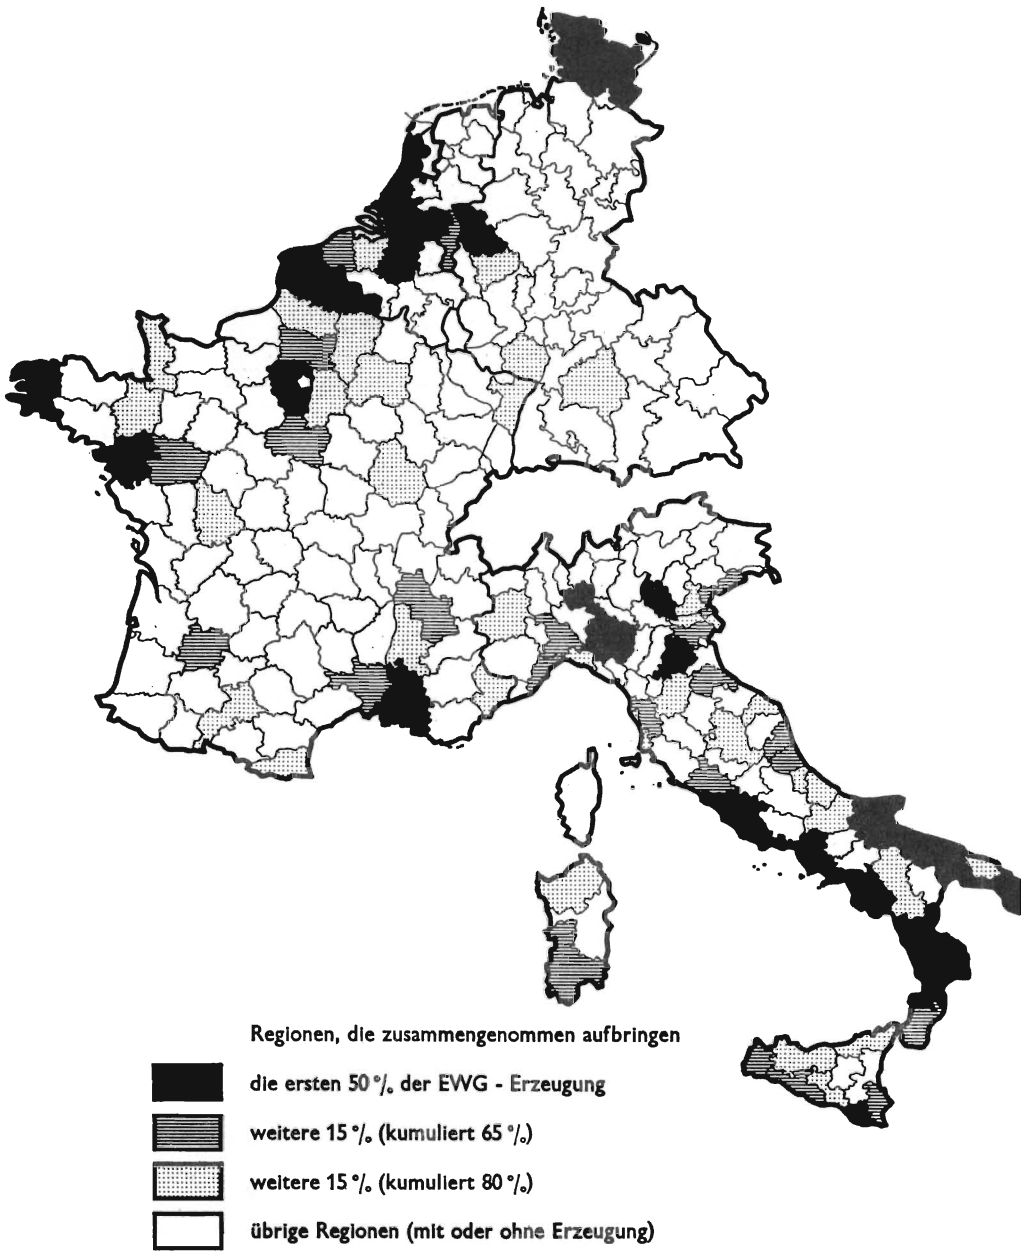 Regionen, die zusammengenommen aufbringen
die ersten 50 % der EWG - Erzeugung
weitere 15 % (kumuliert 65 %)
weitere 15 % (kumuliert 80 %)
übrige Regionen (mit oder ohne Erzeugung)